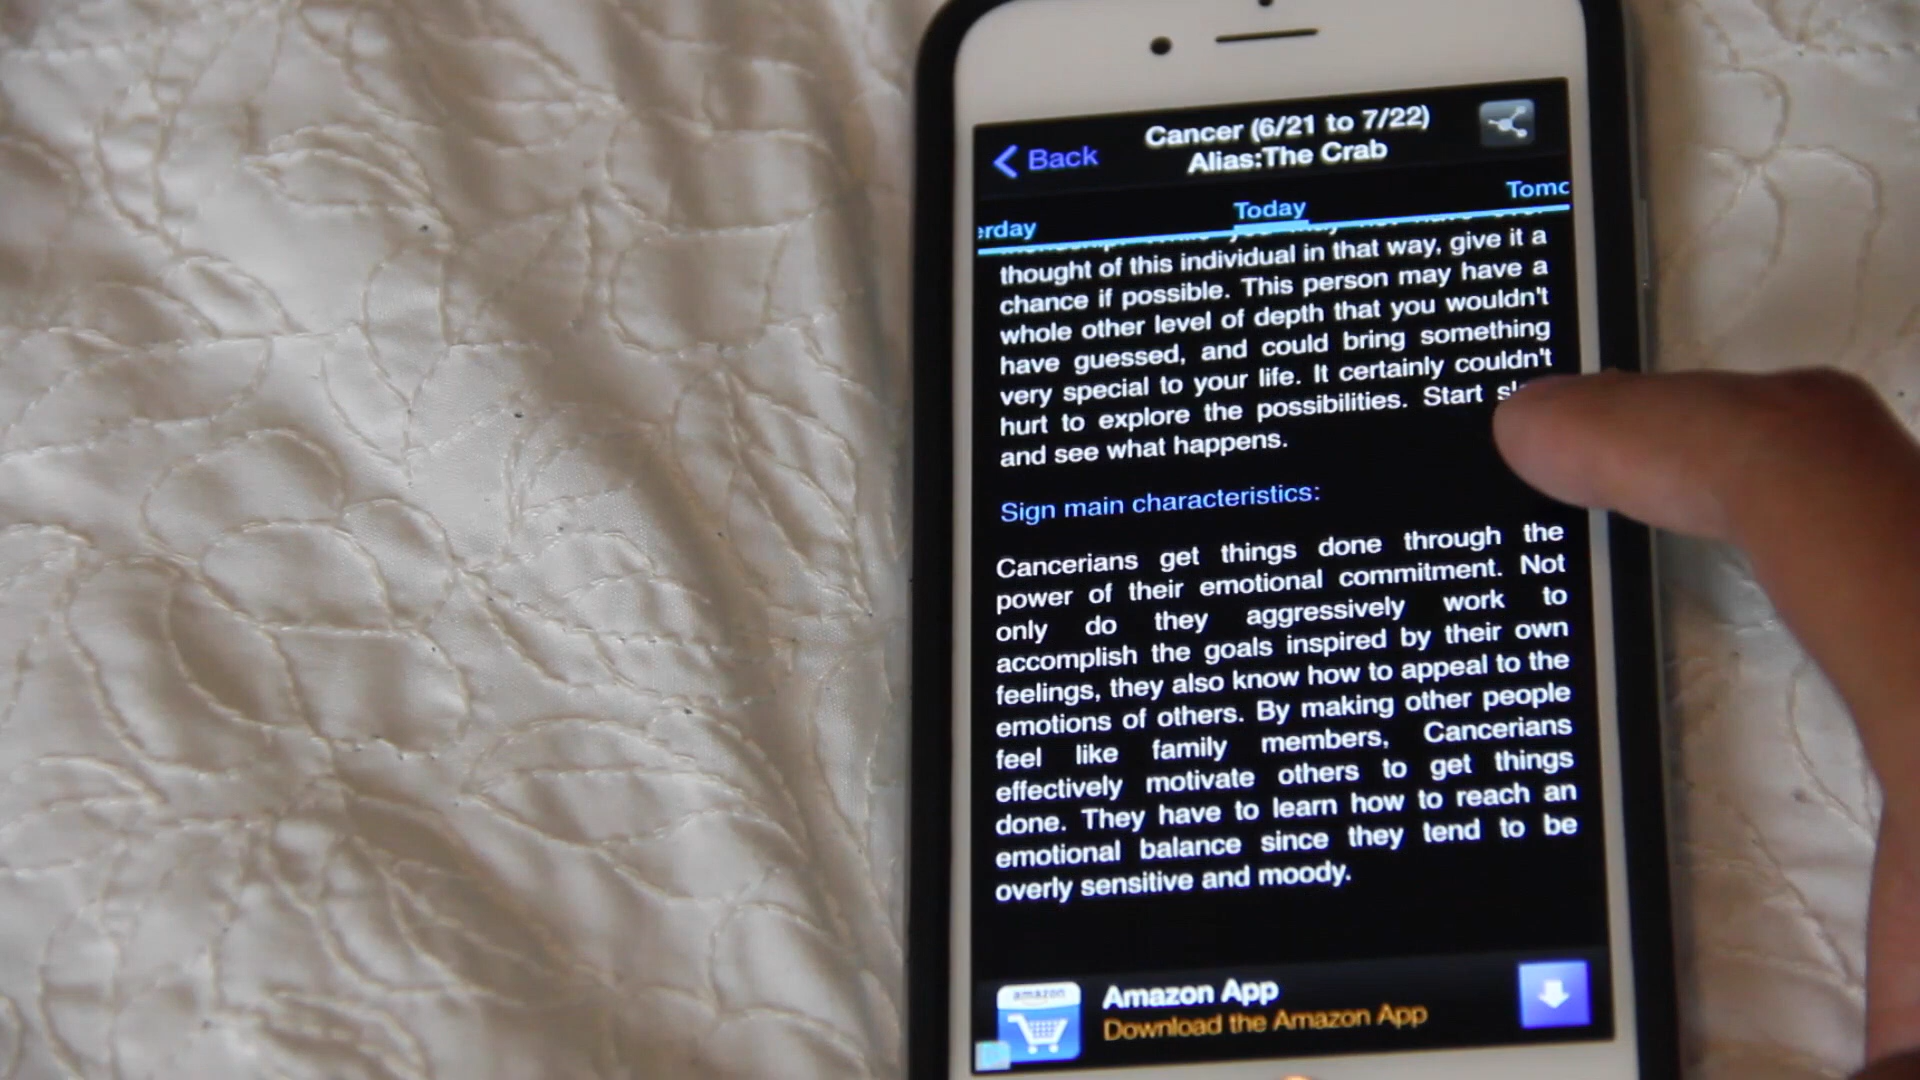 Cancer (6/21 to 7/22)
Back
Alias:The Crab
erday
Today
Tomo
thought of this individual in that way, give it a
chance if possible. This person may have a
whole other level of depth that you wouldn't
have guessed, and could bring something
very special to your life. It certainly couldn't
hurt to explore the possibilities. Start
and see what happens.
Sign main characteristics:
Cancerians get things done through the
power of their emotional commitment. Not
only do they aggressively work to
accomplish the goals inspired by their own
feelings, they also know how to appeal to the
emotions of others. By making other people
feel like family members, Cancerians
effectively motivate others to get things
done. They have to learn how to reach an
emotional balance since they tend to be
overly sensitive and moody.
amazon
Amazon App
Download the Amazon App